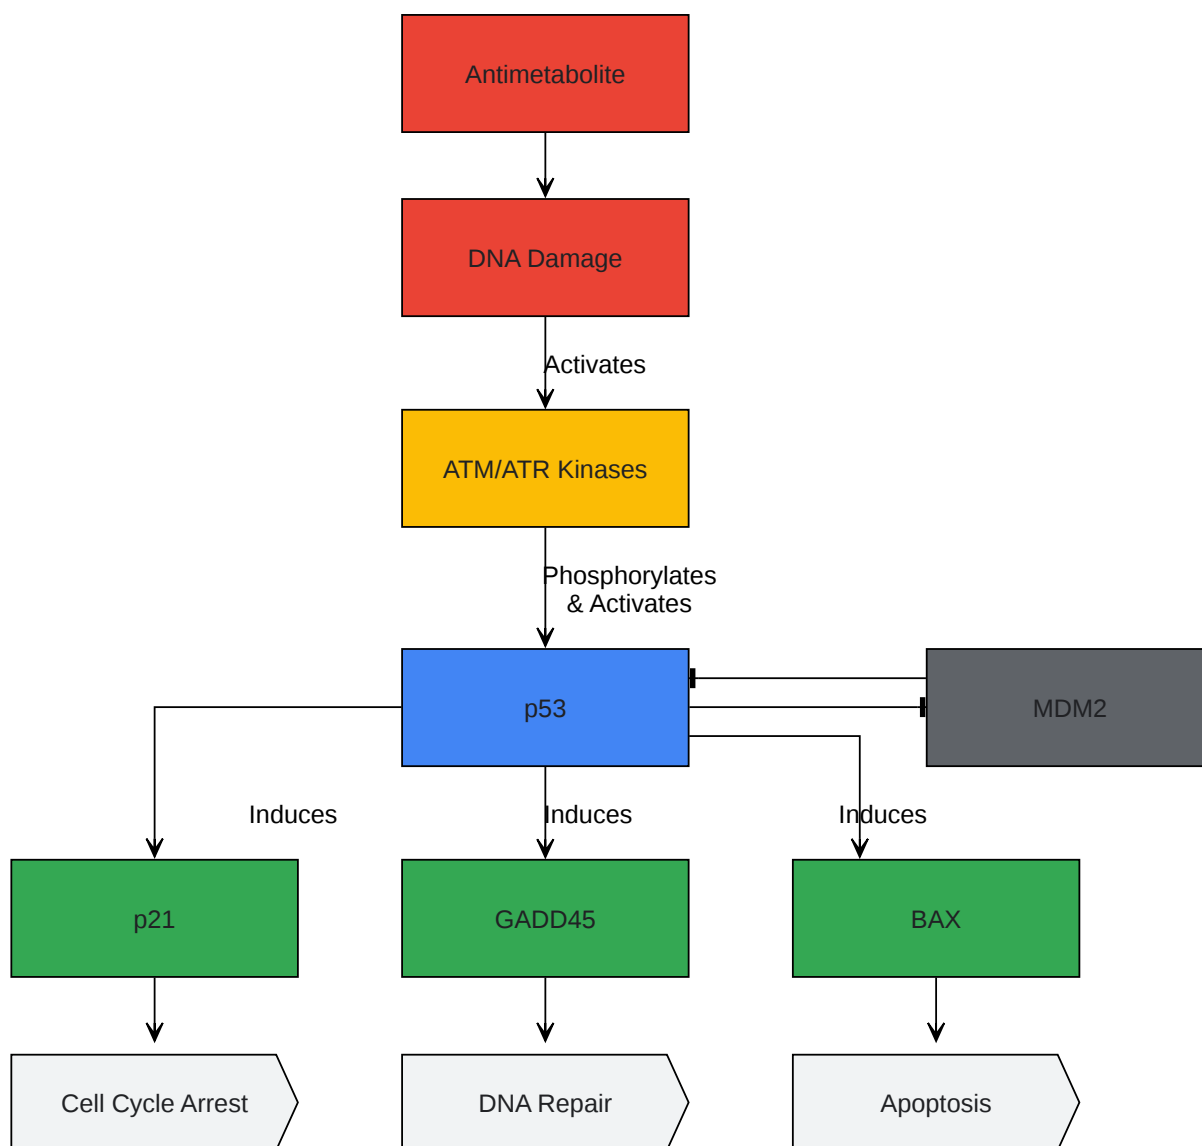 Antimetabolite
DNA Damage
Activates
ATM/ATR Kinases
Phosphorylates
& Activates
p53
MDM2
Induces
Induces
Induces
p21
GADD45
BAX
Cell Cycle Arrest
DNA Repair
Apoptosis